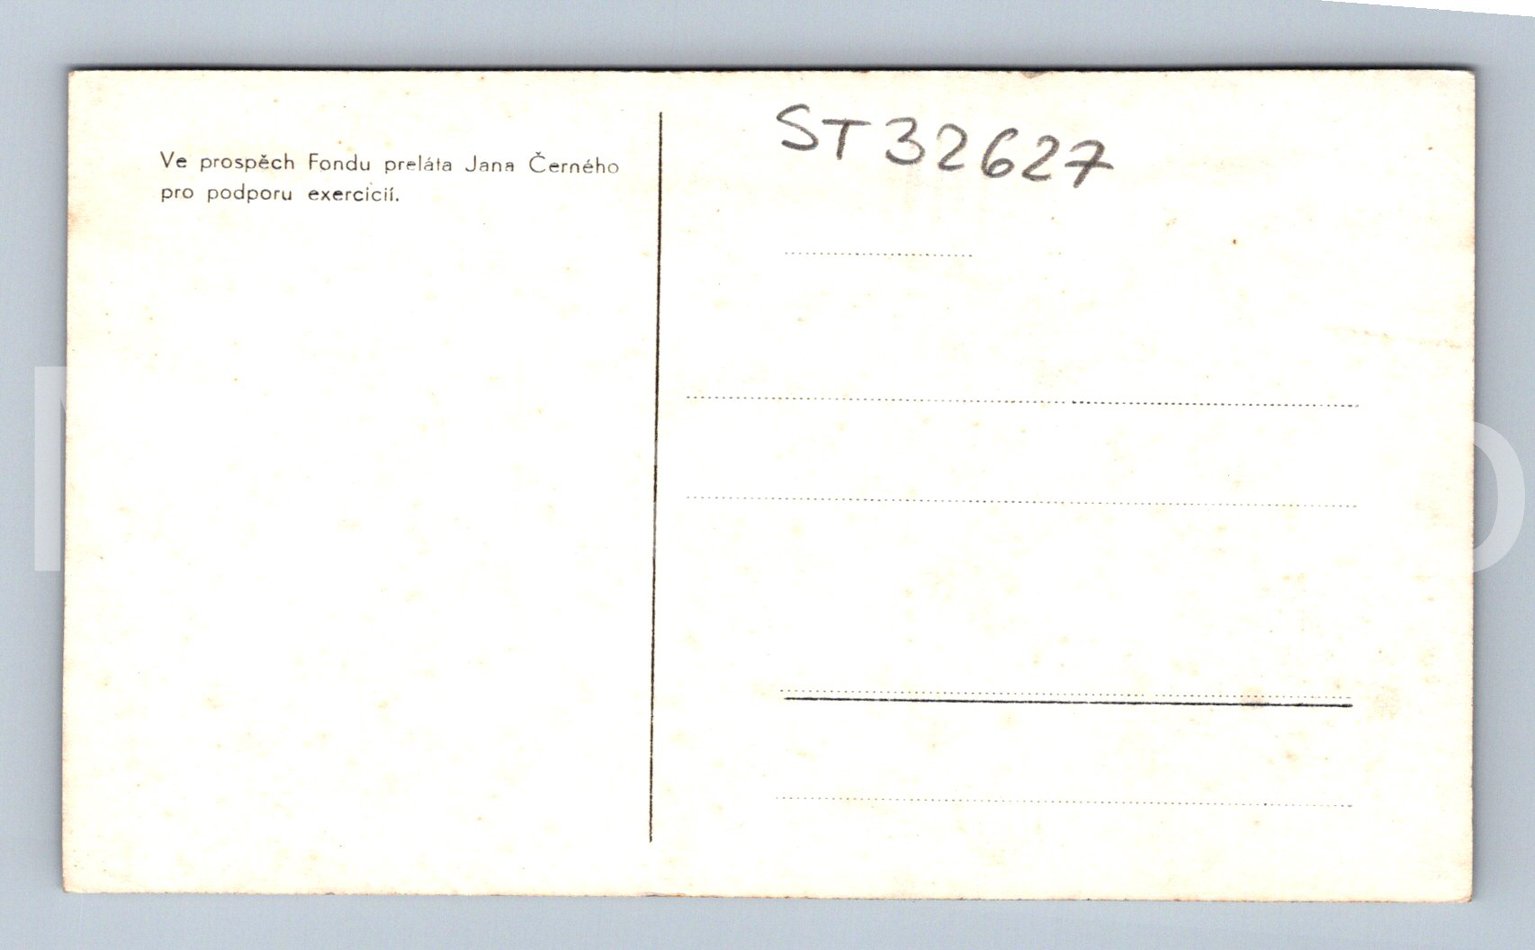 Ve prospěch Fondu preláta Jana Černého
pro podporu exercicií.
ST32627